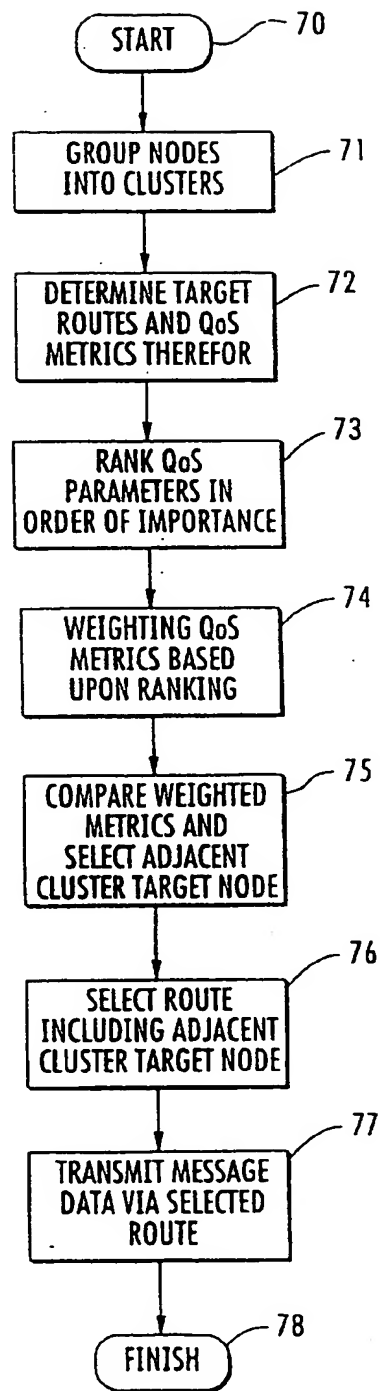 START
70
GROUP NODES
INTO CLUSTERS
71
DETERMINE TARGET
ROUTES AND QoS
METRICS THEREFOR
72
RANK QoS
PARAMETERS IN
ORDER OF IMPORTANCE
73
WEIGHTING QoS
METRICS BASED
UPON RANKING
74
COMPARE WEIGHTED
METRICS AND
SELECT ADJACENT
CLUSTER TARGET NODE
75
SELECT ROUTE
INCLUDING ADJACENT
CLUSTER TARGET NODE
76
TRANSMIT MESSAGE
DATA VIA SELECTED
ROUTE
77
FINISH
78